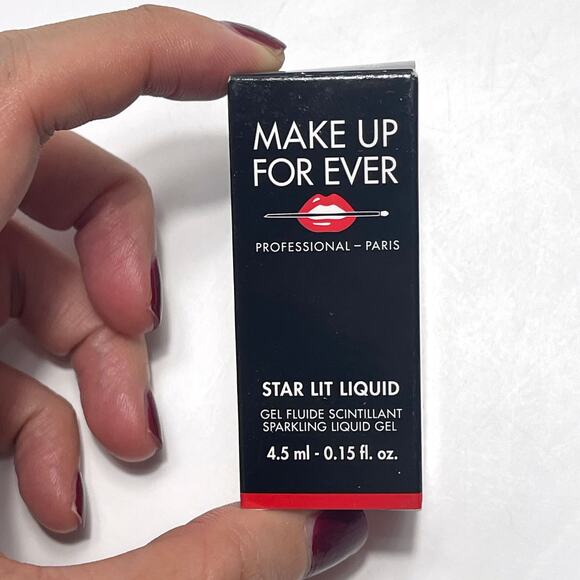 MAKE UP
FOR EVER
PROFESSIONAL – PARIS
STAR LIT LIQUID
GEL FLUIDE SCINTILLANT
SPARKLING LIQUID GEL
4.5 ml - 0.15 fl. oz.